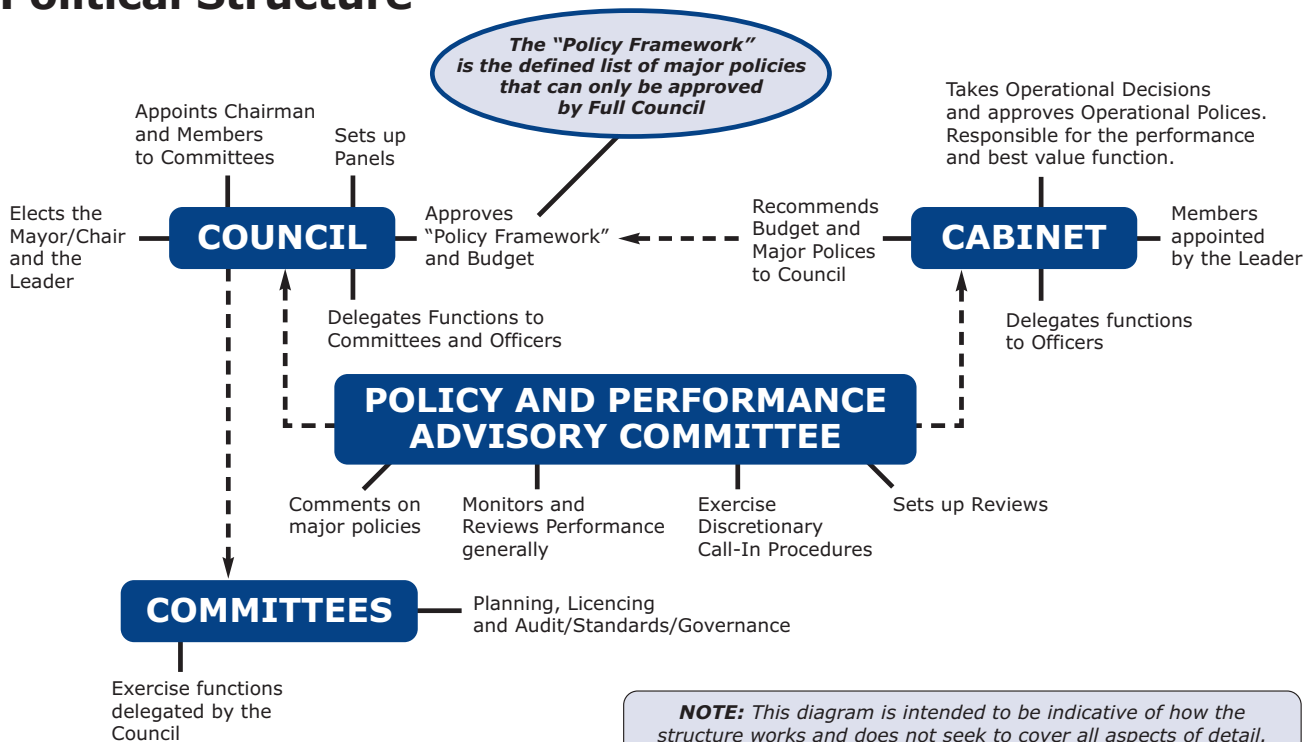 Political Structure
The “Policy Framework”
is the defined list of major policies
that can only be approved
by Full Council
Appoints Chairman
and Members
to Committees
Sets up
Panels
Takes Operational Decisions
and approves Operational Polices.
Responsible for the performance
and best value function.
Elects the
Mayor/Chair
and the
Leader
COUNCIL
Approves
“Policy Framework”
and Budget
Recommends
Budget and
Major Polices
to Council
CABINET
Members
appointed
by the Leader
Delegates Functions to
Committees and Officers
Delegates functions
to Officers
POLICY AND PERFORMANCE
ADVISORY COMMITTEE
Comments on
major policies
Monitors and
Reviews Performance
generally
Exercise
Discretionary
Call-In Procedures
Sets up Reviews
COMMITTEES
Planning, Licencing
and Audit/Standards/Governance
Exercise functions
delegated by the
Council
NOTE: This diagram is intended to be indicative of how the
structure works and does not seek to cover all aspects of detail.